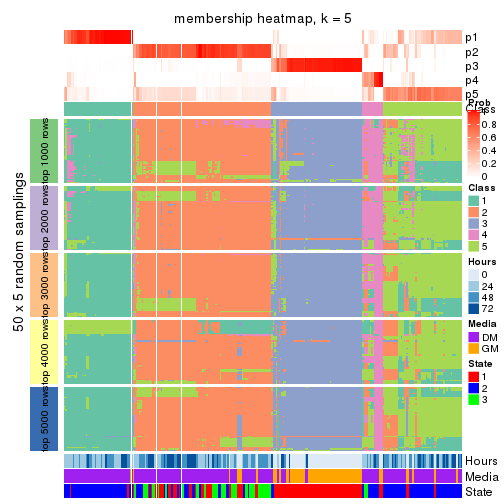 membership heatmap, k = 5
p1
p2
p3
p4
p5
Class
Prob
1
0.8
0.6
0.4
0.2
0
Class
1
2
3
4
5
Hours
0
24
48
72
Media
DM
GM
State
1
2
3
50 x 5 random samplings
top 1000 rows
top 2000 rows
top 3000 rows
top 4000 rows
top 5000 rows
Hours
Media
State